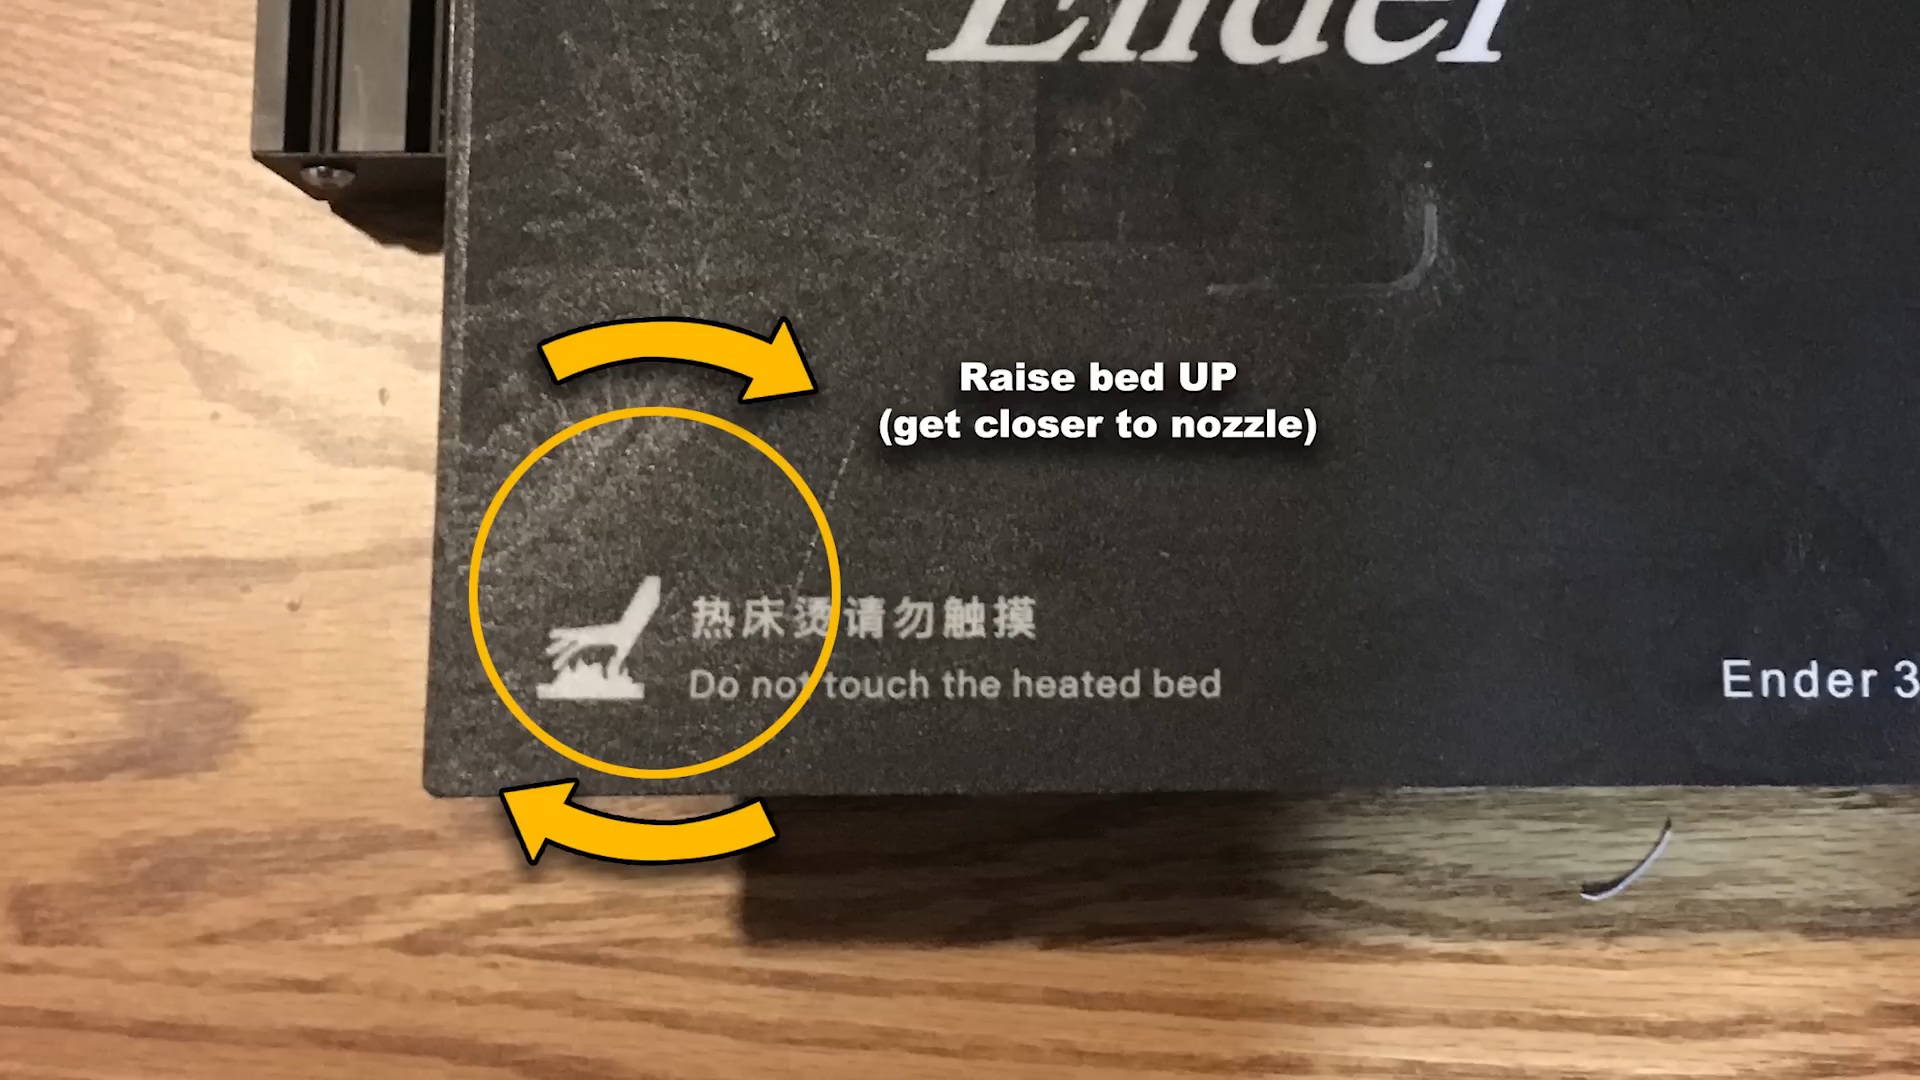 Ender
Raise bed UP
(get closer to nozzle)
热床烫请勿触摸
Do not touch the heated bed
Ender 3